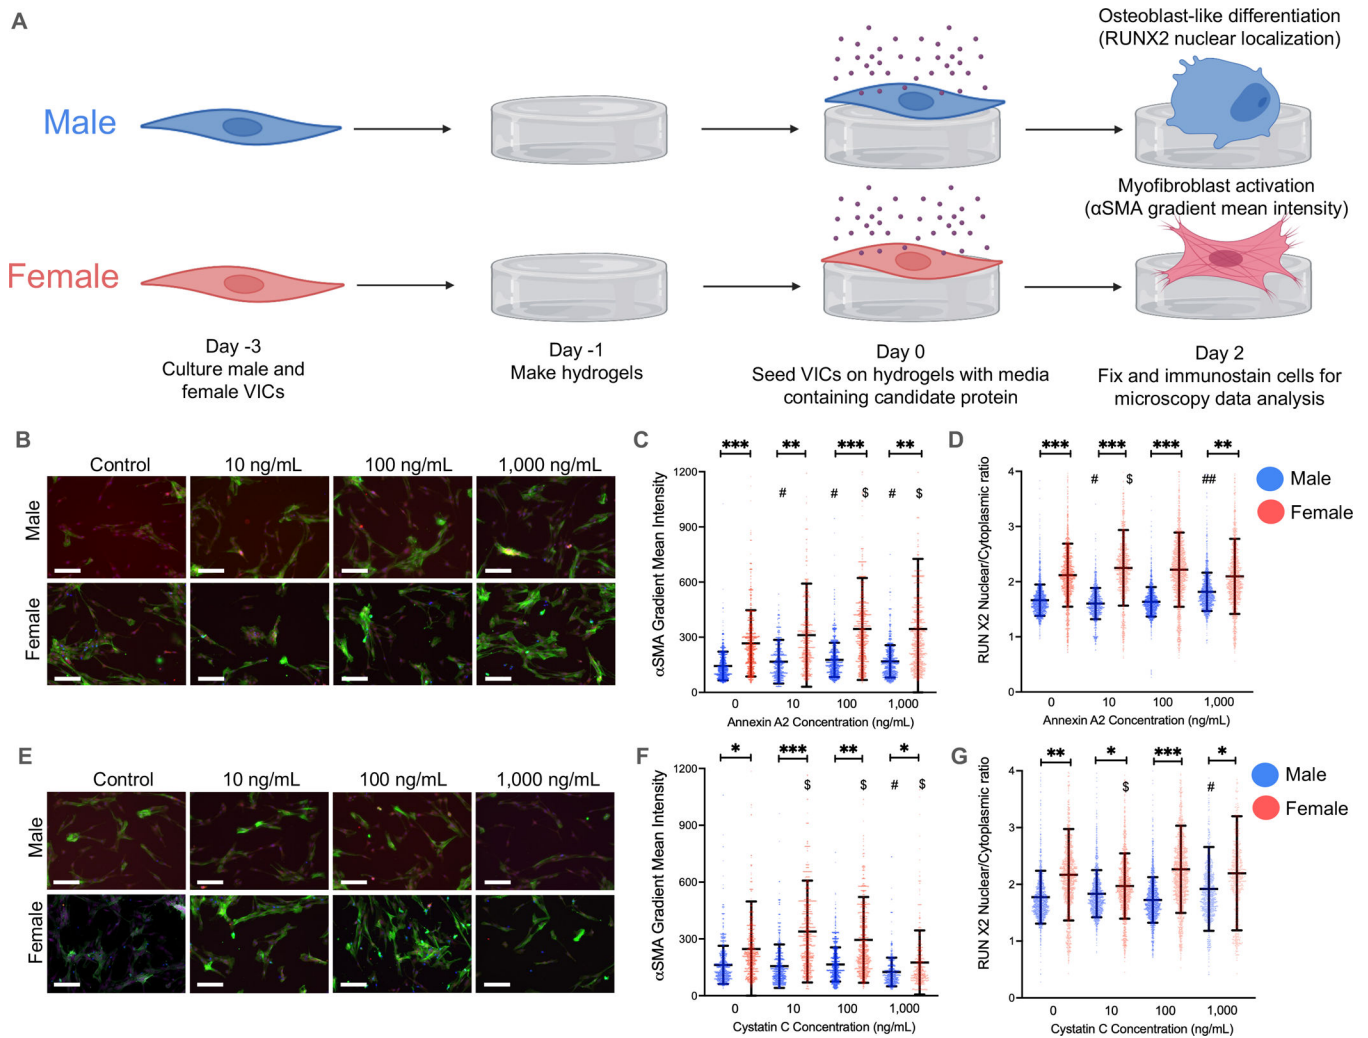 A
Osteoblast-like differentiation
(RUNX2 nuclear localization)
Male
Myofibroblast activation
(αSMA gradient mean intensity)
Female
Day -3
Culture male and
female VICs
Day -1
Make hydrogels
Day 0
Seed VICs on hydrogels with media
containing candidate protein
Day 2
Fix and immunostain cells for
microscopy data analysis
B
Control
10 ng/mL
100 ng/mL
1,000 ng/mL
Male
Female
C
*** ** *** **
# # $ # $
αSMA Gradient Mean Intensity
1200
900
600
300
0
0 10 100 1,000
Annexin A2 Concentration (ng/mL)
D
*** *** *** **
# $ ##
RUN X2 Nuclear/Cytoplasmic ratio
4
3
2
1
0
0 10 100 1,000
Annexin A2 Concentration (ng/mL)
Male
Female
E
Control
10 ng/mL
100 ng/mL
1,000 ng/mL
Male
Female
F
* *** ** *
$ $ # $
αSMA Gradient Mean Intensity
1200
900
600
300
0
0 10 100 1,000
Cystatin C Concentration (ng/mL)
G
** * *** *
$ #
RUN X2 Nuclear/Cytoplasmic ratio
4
3
2
1
0
0 10 100 1,000
Cystatin C Concentration (ng/mL)
Male
Female